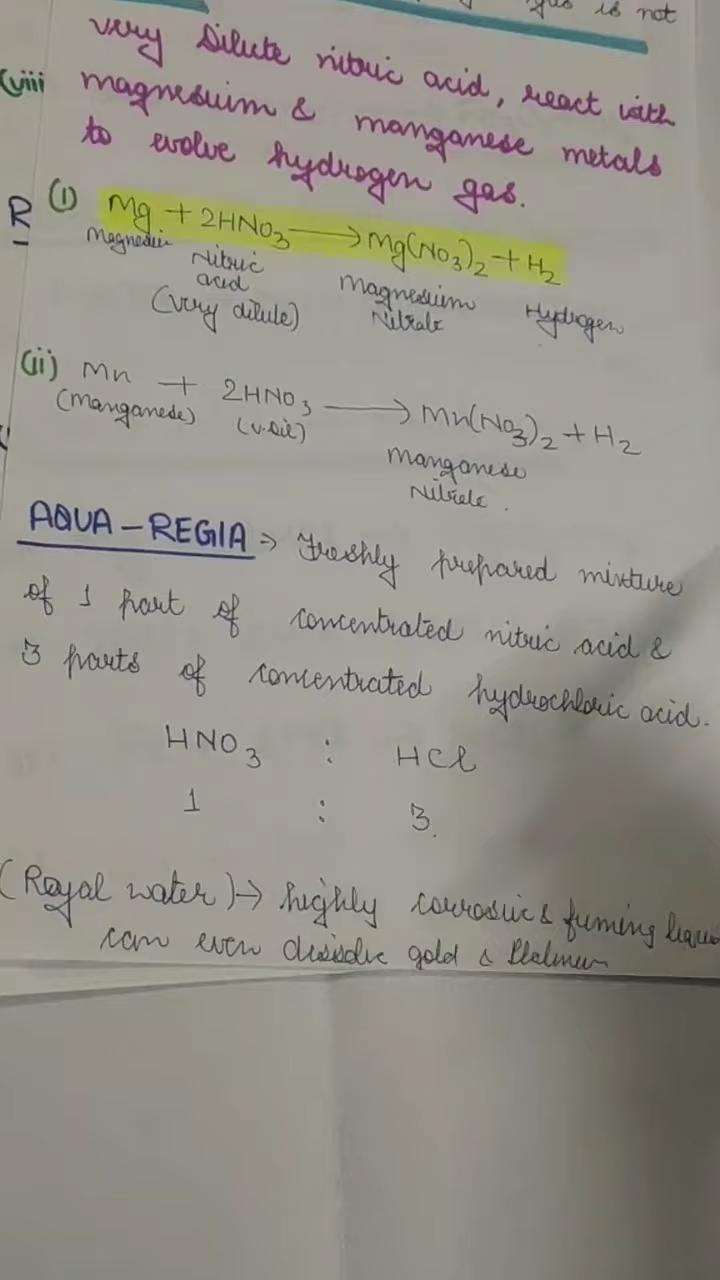 is not
very Dilute nitric acid, react with
(viii magnesium & manganese metals
to evolve hydrogen gas.
R (i) Mg + 2HNO3 → Mg(NO3)2 + H2
Nitric acid Magnesium Nitrate Hydrogen
(very dilute)
(ii) Mn + 2HNO3 → Mn(NO3)2 + H2
(manganese) (v.dil)
manganese
Nitrate.
AQUA-REGIA ⇒ Freshly prepared mixture
of 1 part of concentrated nitric acid &
3 parts of concentrated hydrochloric acid.
HNO3 : HCl
1 : 3.
(Royal water) → highly corrosive & fuming
can even dissolve gold &